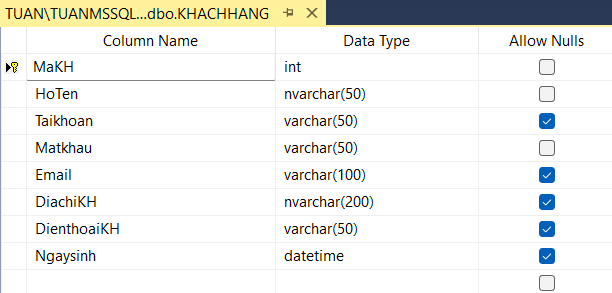 TUAN\TUANMSSQL...dbo.KHACHHANG
Column Name Data Type Allow Nulls
MaKH int
HoTen nvarchar(50)
Taikhoan varchar(50)
Matkhau varchar(50)
Email varchar(100)
DiachiKH nvarchar(200)
DienthoaiKH varchar(50)
Ngaysinh datetime